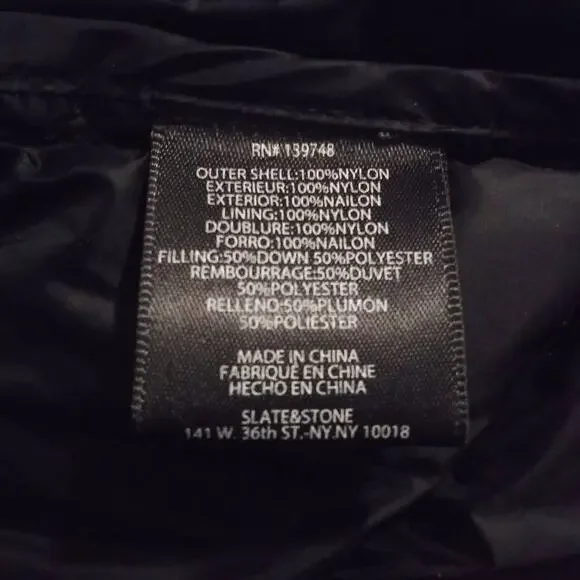 RN# 139748
OUTER SHELL:100%NYLON
EXTERIEUR:100%NYLON
EXTERIOR:100%NAILON
LINING:100%NYLON
DOUBLURE:100%NYLON
FORRO:100%NAILON
FILLING:50%DOWN 50%POLYESTER
REMBOURRAGE:50%DUVET
50%POLYESTER
RELLENO:50%PLUMON
50%POLIESTER
MADE IN CHINA
FABRIQUÉ EN CHINE
HECHO EN CHINA
SLATE&STONE
141 W. 36th ST.-NY.NY 10018